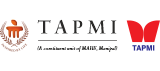 TAPMI
(A constituent unit of MAHE, Manipal)
TAPMI